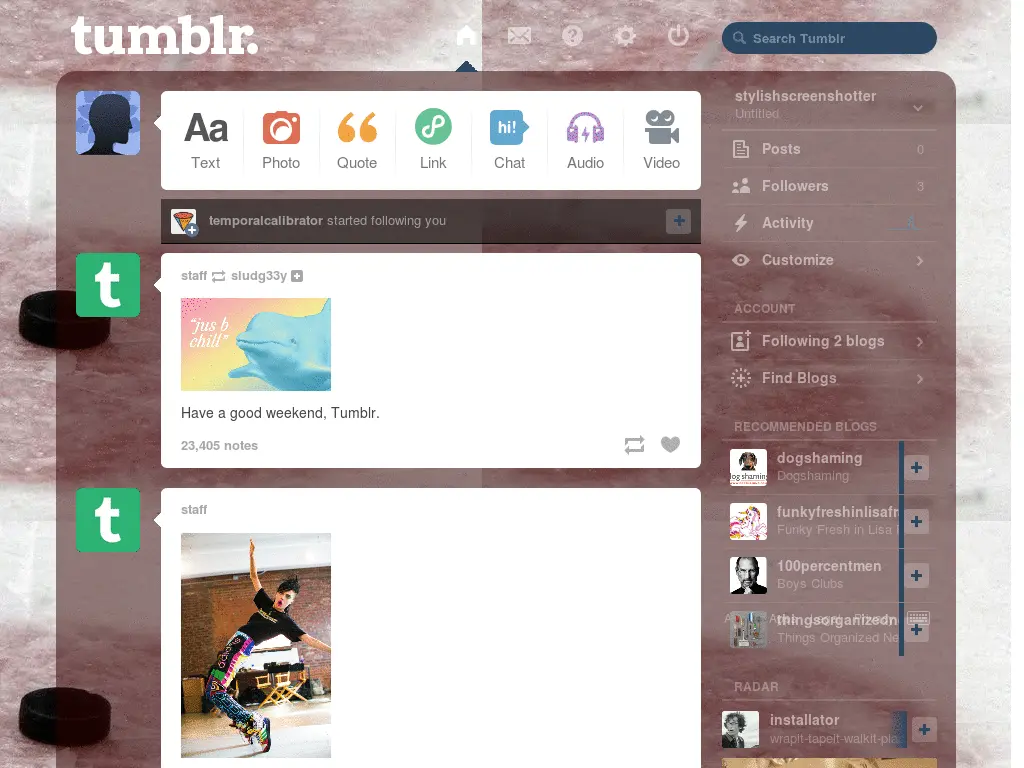 tumblr.
Search Tumblr
Aa
hi!
Text
Photo
Quote
Link
Chat
Audio
Video
temporalcalibrator started following you
staff sludg33y
"jus b
chill"
Have a good weekend, Tumblr.
23,405 notes
staff
stylishscreenshotter
Untitled
Posts 0
Followers 3
Activity
Customize
ACCOUNT
Following 2 blogs
Find Blogs
RECOMMENDED BLOGS
dogshaming
Dogshaming
funkyfreshinlisafr
Funky Fresh in Lisa
100percentmen
Boys Clubs
thingsorganizedn
Things Organized Ne
RADAR
installator
wrapit-tapeit-walkit-pla